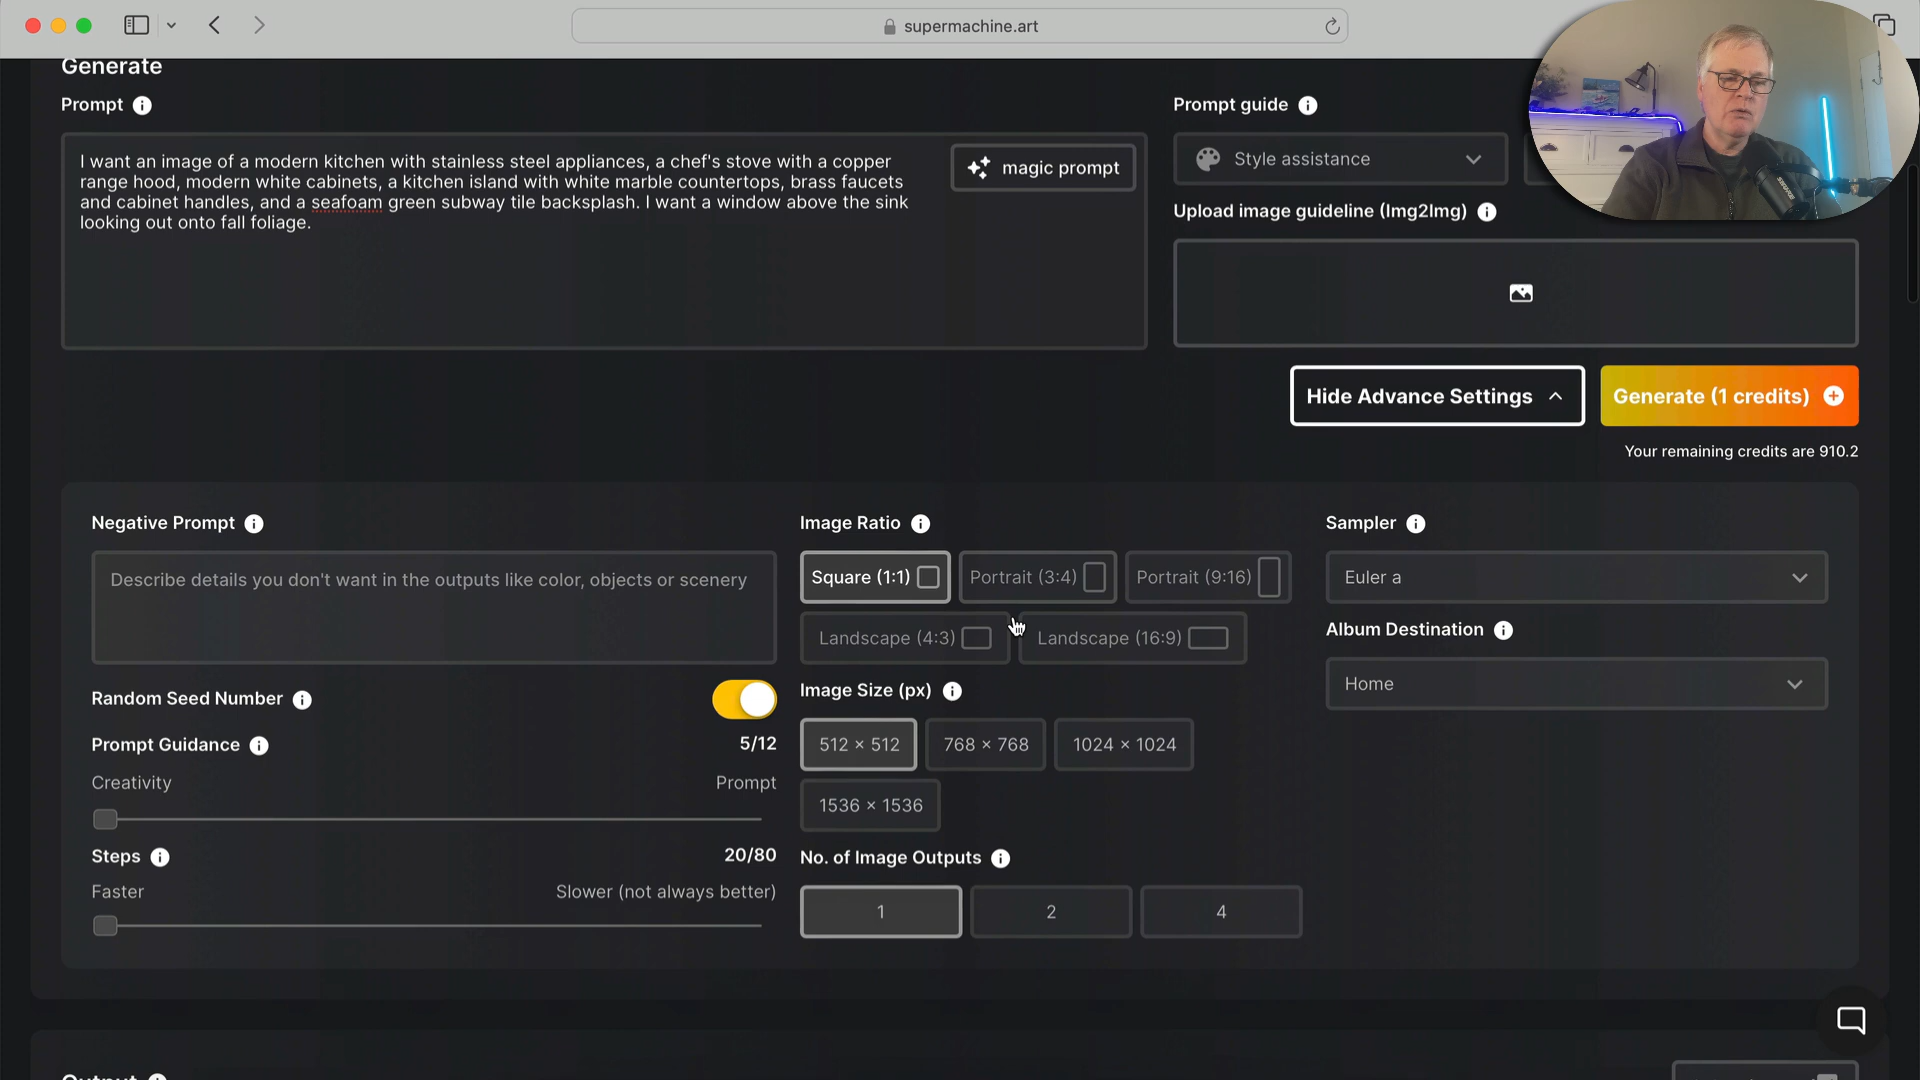 supermachine.art
Generate
Prompt
I want an image of a modern kitchen with stainless steel appliances, a chef's stove with a copper
range hood, modern white cabinets, a kitchen island with white marble countertops, brass faucets
and cabinet handles, and a seafoam green subway tile backsplash. I want a window above the sink
looking out onto fall foliage.
magic prompt
Prompt guide
Style assistance
Upload image guideline (Img2Img)
Hide Advance Settings
Generate (1 credits)
Your remaining credits are 910.2
Negative Prompt
Describe details you don't want in the outputs like color, objects or scenery
Random Seed Number
Prompt Guidance
5/12
Creativity
Prompt
Steps
20/80
Faster
Slower (not always better)
Image Ratio
Square (1:1)
Portrait (3:4)
Portrait (9:16)
Landscape (4:3)
Landscape (16:9)
Image Size (px)
512 × 512
768 × 768
1024 × 1024
1536 × 1536
No. of Image Outputs
1
2
4
Sampler
Euler a
Album Destination
Home
Output